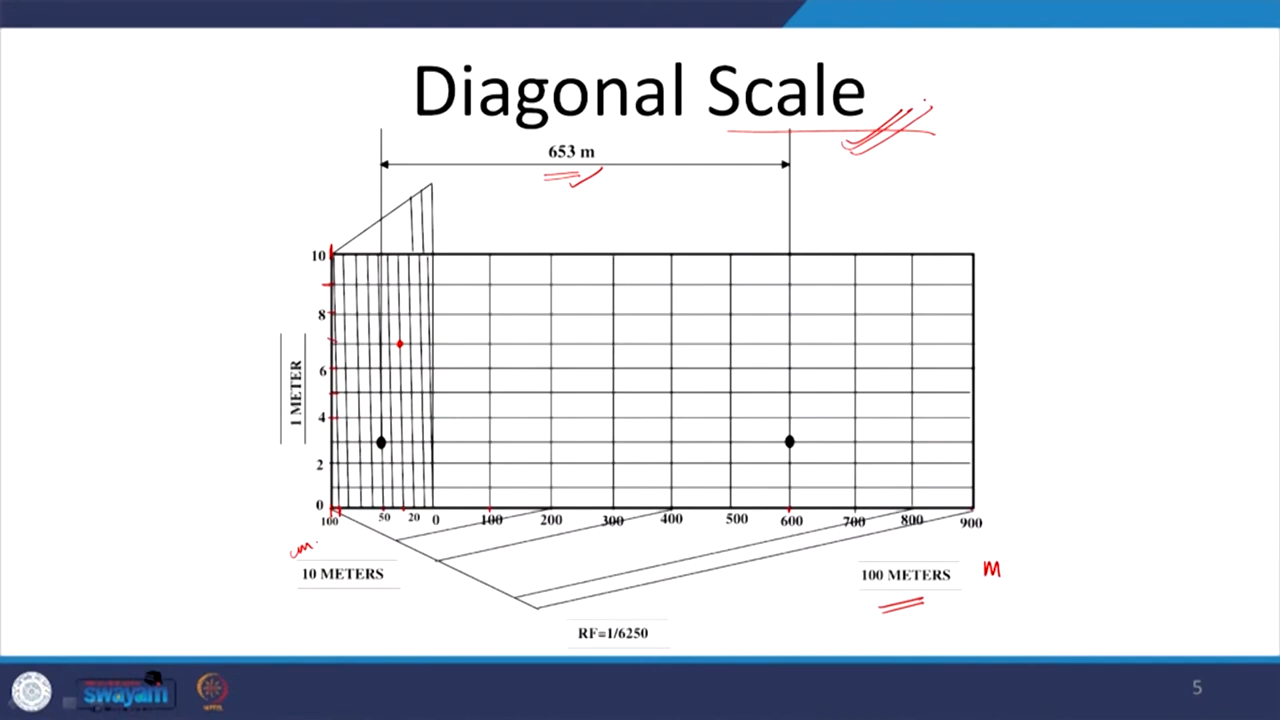 Diagonal Scale
653 m
10
8
6
4
2
0
1 METER
100 50 20 0 100 200 300 400 500 600 700 800 900
cm.
10 METERS
100 METERS
M
RF=1/6250
swayam
5